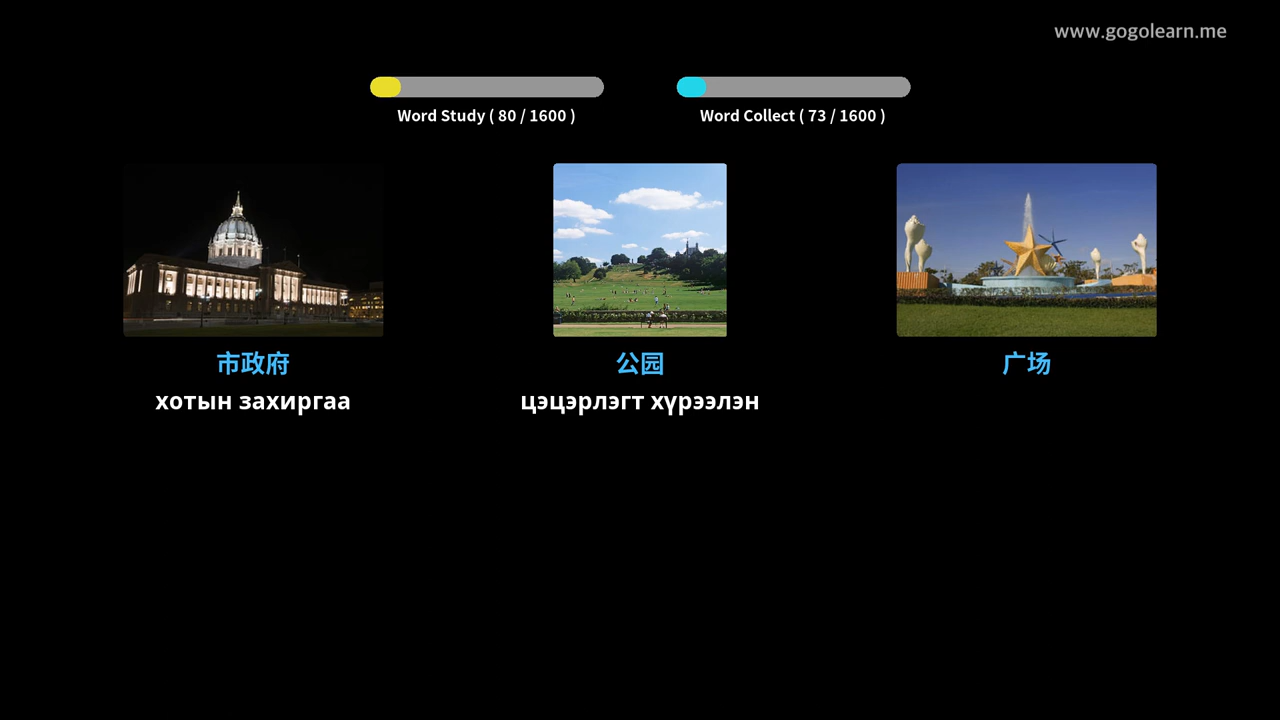 www.gogolearn.me
Word Study ( 80 / 1600 )
Word Collect ( 73 / 1600 )
市政府
公园
广场
хотын захиргаа
цэцэрлэгт хүрээлэн